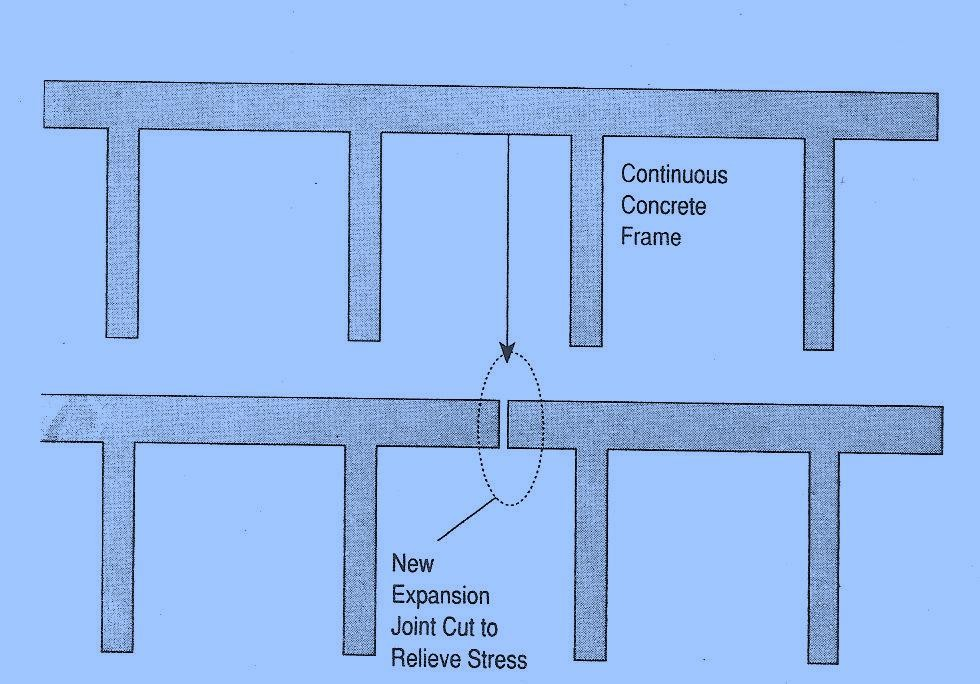 Continuous
Concrete
Frame
New
Expansion
Joint Cut to
Relieve Stress